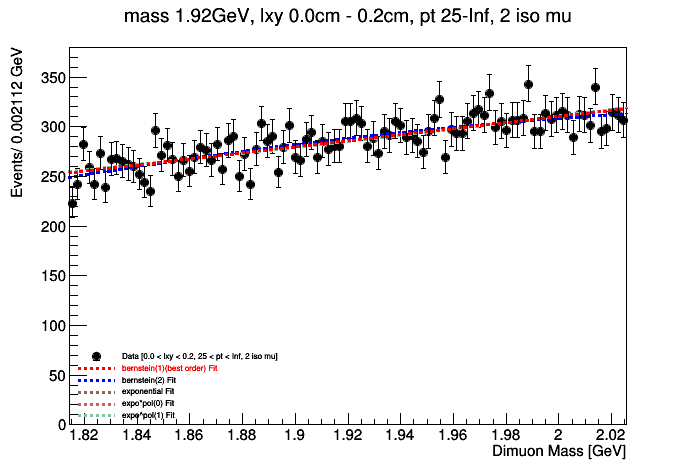 mass 1.92GeV, lxy 0.0cm - 0.2cm, pt 25-Inf, 2 iso mu
Events/ 0.002112 GeV
350
300
250
200
150
100
50
0
Data [0.0 < lxy < 0.2, 25 < pt < Inf, 2 iso mu]
bernstein(1)(best order) Fit
bernstein(2) Fit
exponential Fit
expo*pol(0) Fit
expo*pol(1) Fit
1.82 1.84 1.86 1.88 1.9 1.92 1.94 1.96 1.98 2 2.02
Dimuon Mass [GeV]